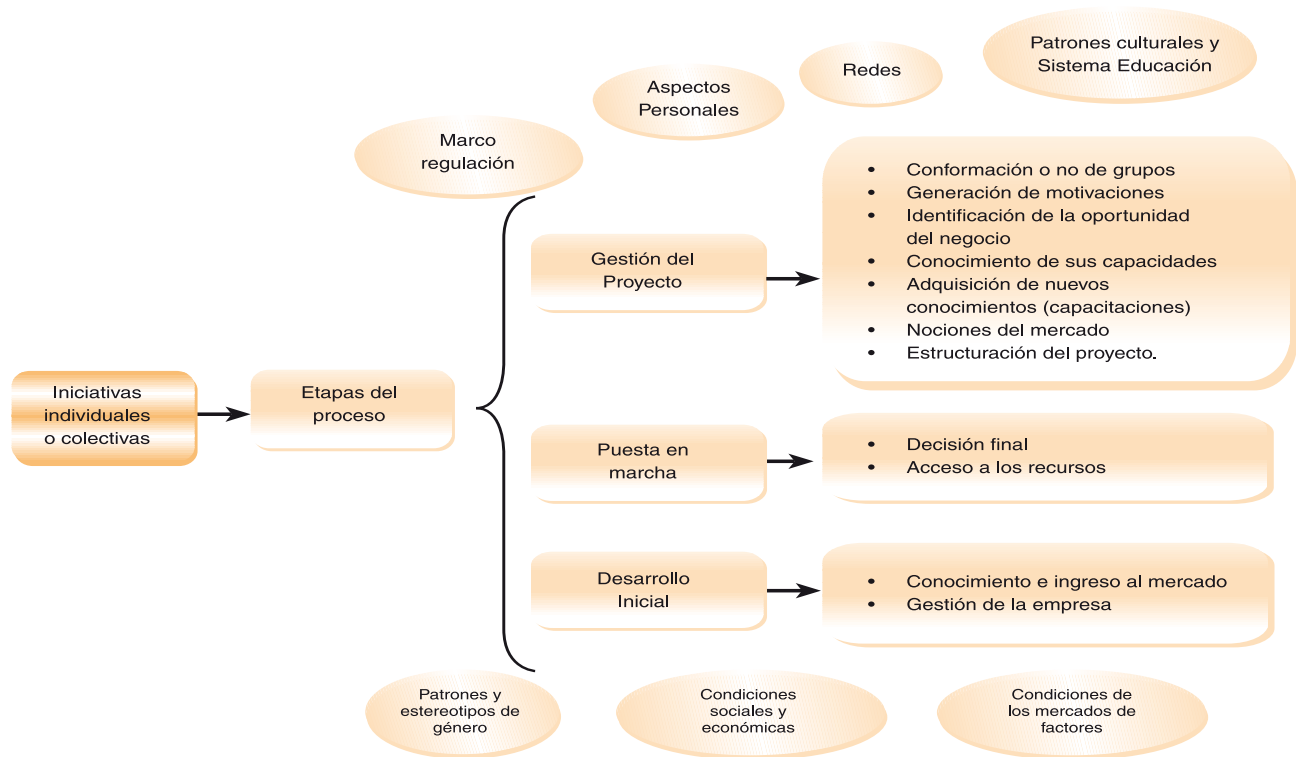 Patrones culturales y
Sistema Educación
Redes
Aspectos
Personales
Marco
regulación
• Conformación o no de grupos
• Generación de motivaciones
• Identificación de la oportunidad
del negocio
• Conocimiento de sus capacidades
• Adquisición de nuevos
conocimientos (capacitaciones)
• Nociones del mercado
• Estructuración del proyecto.
Gestión del
Proyecto
Iniciativas
individuales
o colectivas
Etapas del
proceso
Puesta en
marcha
• Decisión final
• Acceso a los recursos
Desarrollo
Inicial
• Conocimiento e ingreso al mercado
• Gestión de la empresa
Patrones y
estereotipos de
género
Condiciones
sociales y
económicas
Condiciones de
los mercados de
factores